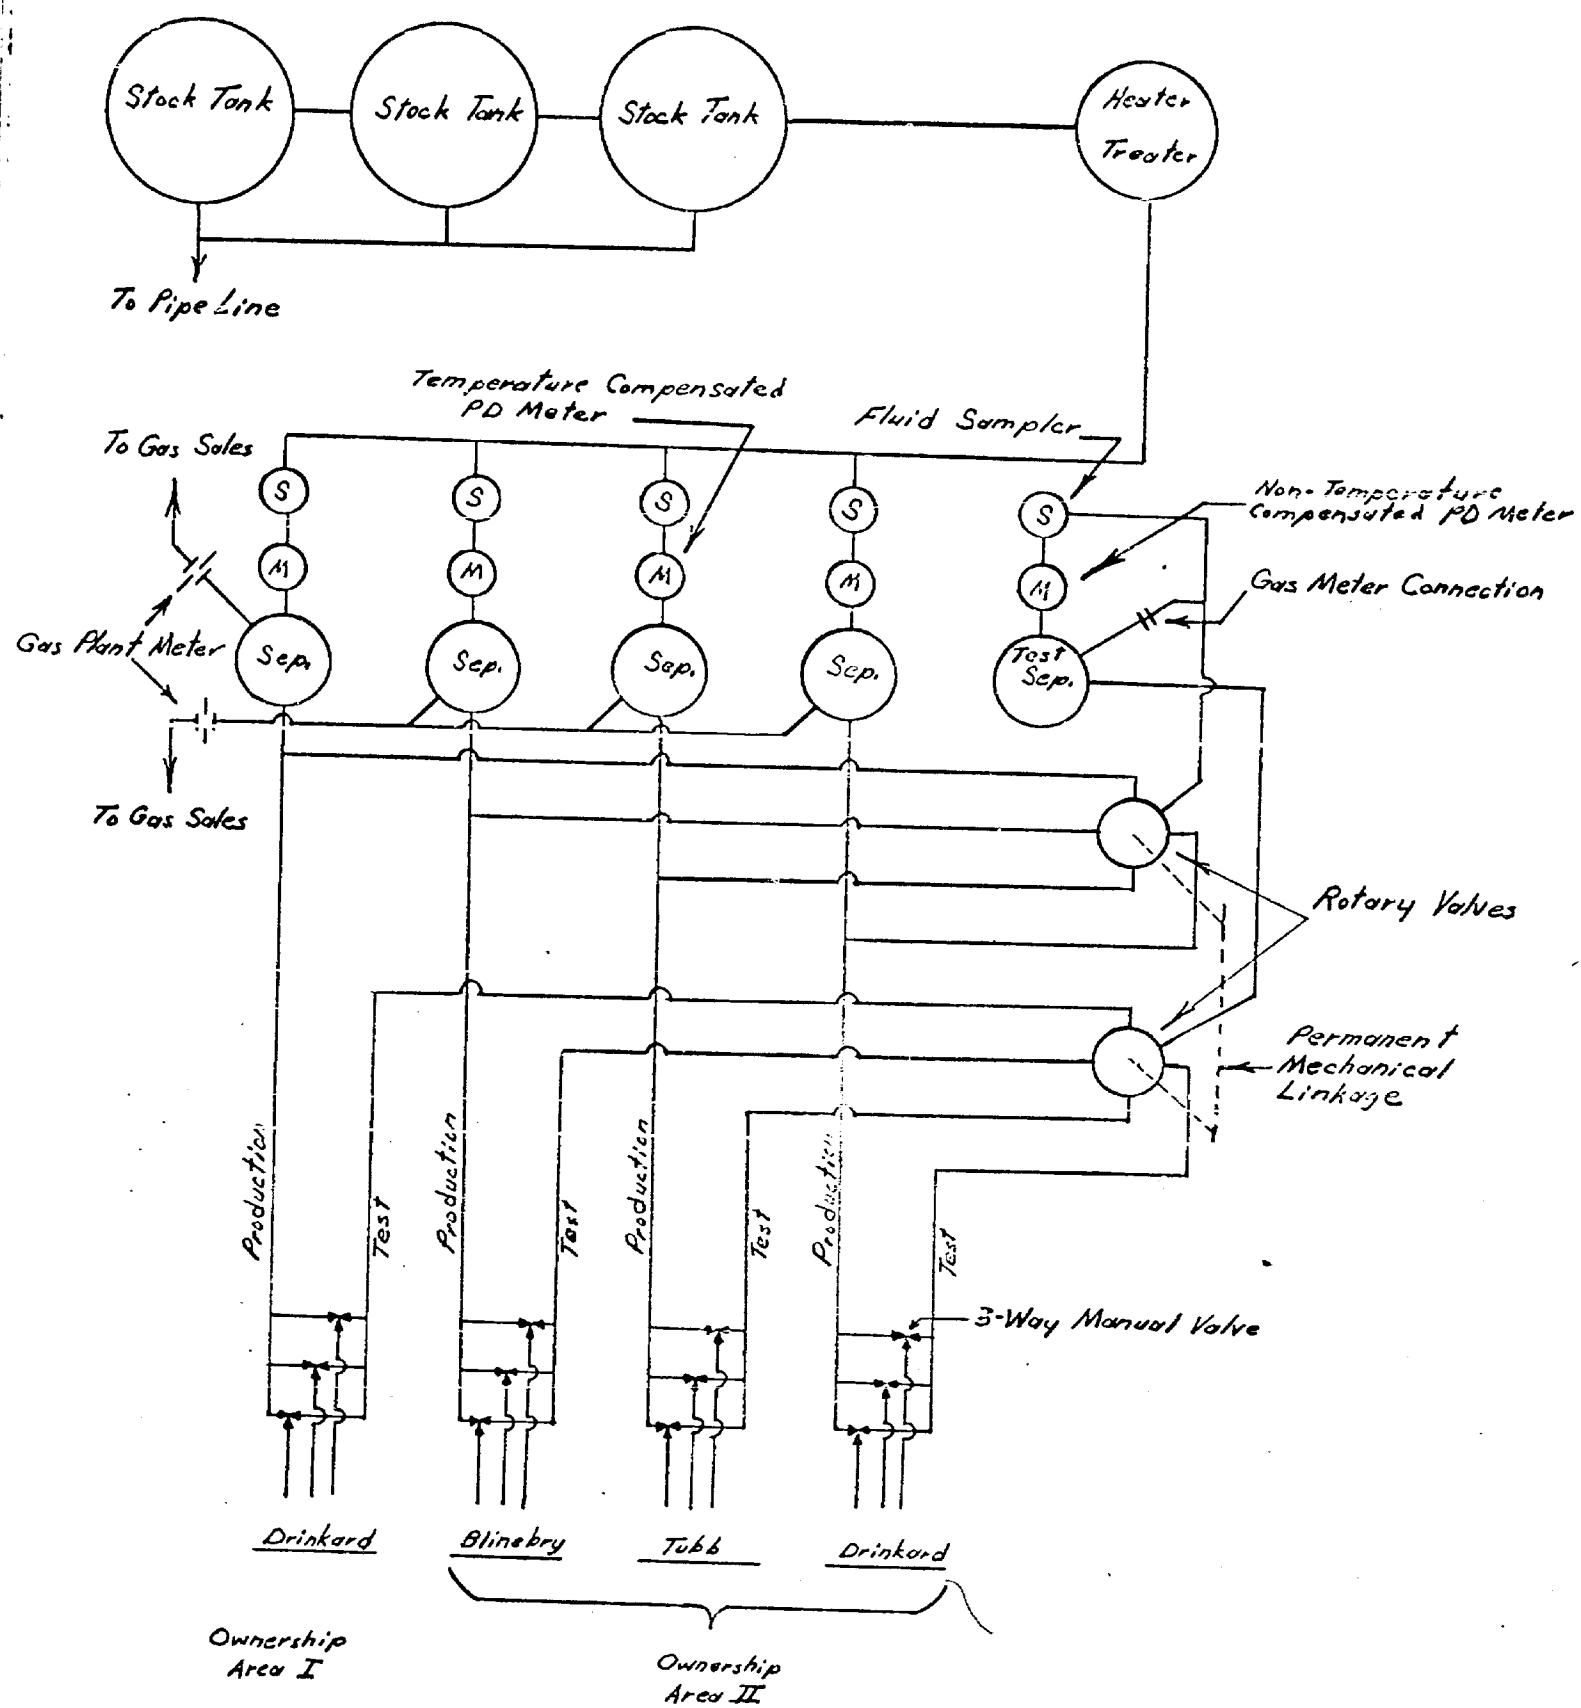 Stock Tank
Stock Tank
Stock Tank
Heater
Treater
To Pipe Line
Temperature Compensated
PD Meter
Fluid Sampler
To Gas Sales
Non-Temperature
Compensated PD Meter
S
S
S
S
S
M
M
M
M
M
Gas Meter Connection
Gas Plant Meter
Sep.
Sep.
Sep.
Sep.
Test
Sep.
To Gas Sales
Rotary Valves
Permanent
Mechanical
Linkage
Production
Test
Production
Test
Production
Test
Production
Test
3-Way Manual Valve
Drinkard
Blinebry
Tubb
Drinkard
Ownership
Area I
Ownership
Area II